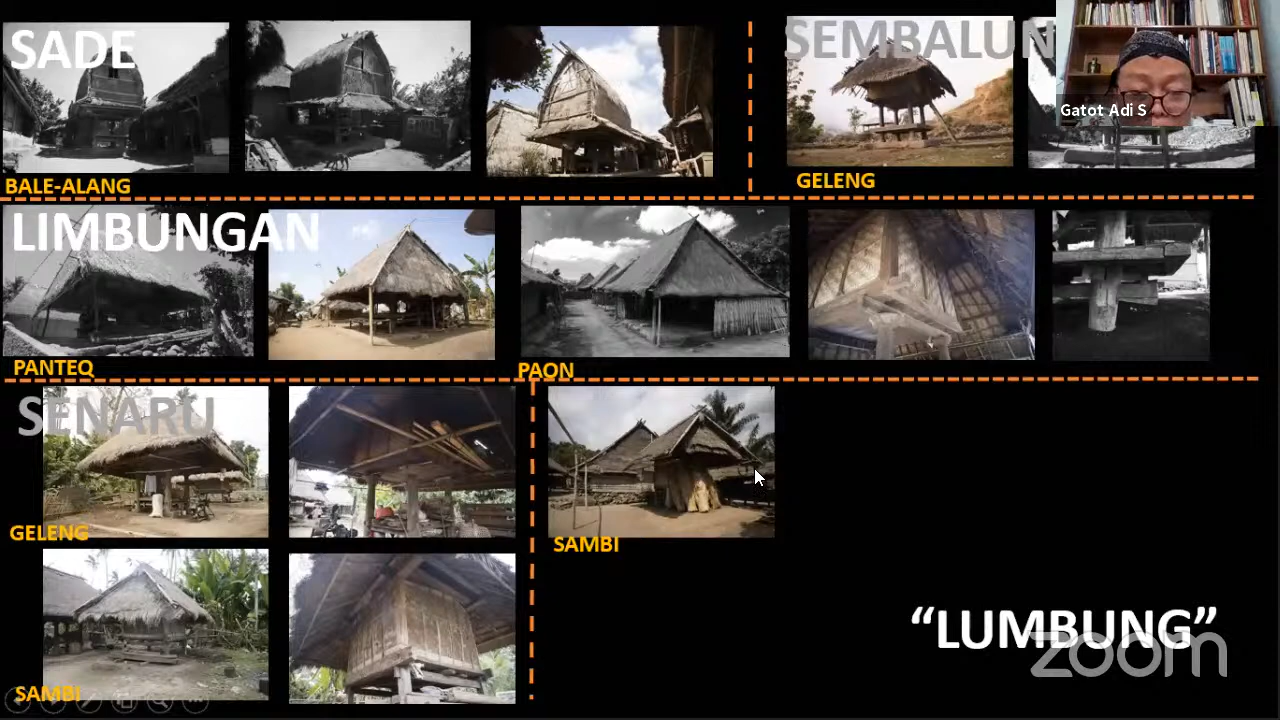 SADE
SEMBALUN
Gatot Adi S
BALE-ALANG
GELENG
LIMBUNGAN
PANTEQ
PAON
SENARU
GELENG
SAMBI
SAMBI
“LUMBUNG”
zoom